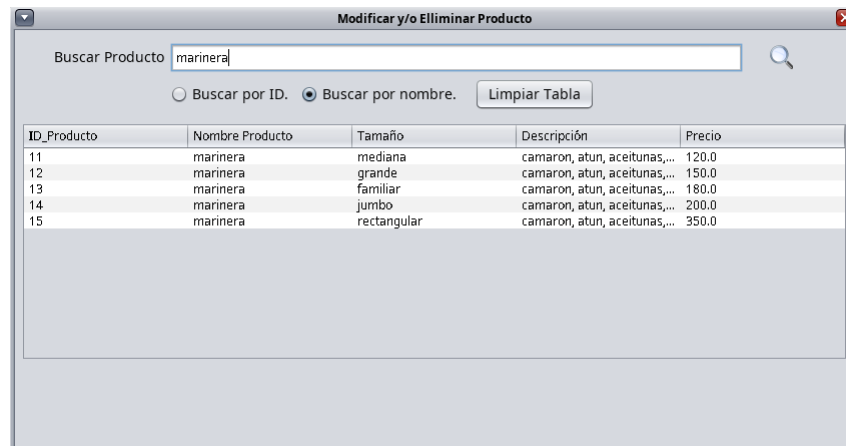 Modificar y/o Elliminar Producto
Buscar Producto marinera
Buscar por ID. Buscar por nombre. Limpiar Tabla
ID_Producto Nombre Producto Tamaño Descripción Precio
11 marinera mediana camaron, atun, aceitunas,... 120.0
12 marinera grande camaron, atun, aceitunas,... 150.0
13 marinera familiar camaron, atun, aceitunas,... 180.0
14 marinera jumbo camaron, atun, aceitunas,... 200.0
15 marinera rectangular camaron, atun, aceitunas,... 350.0